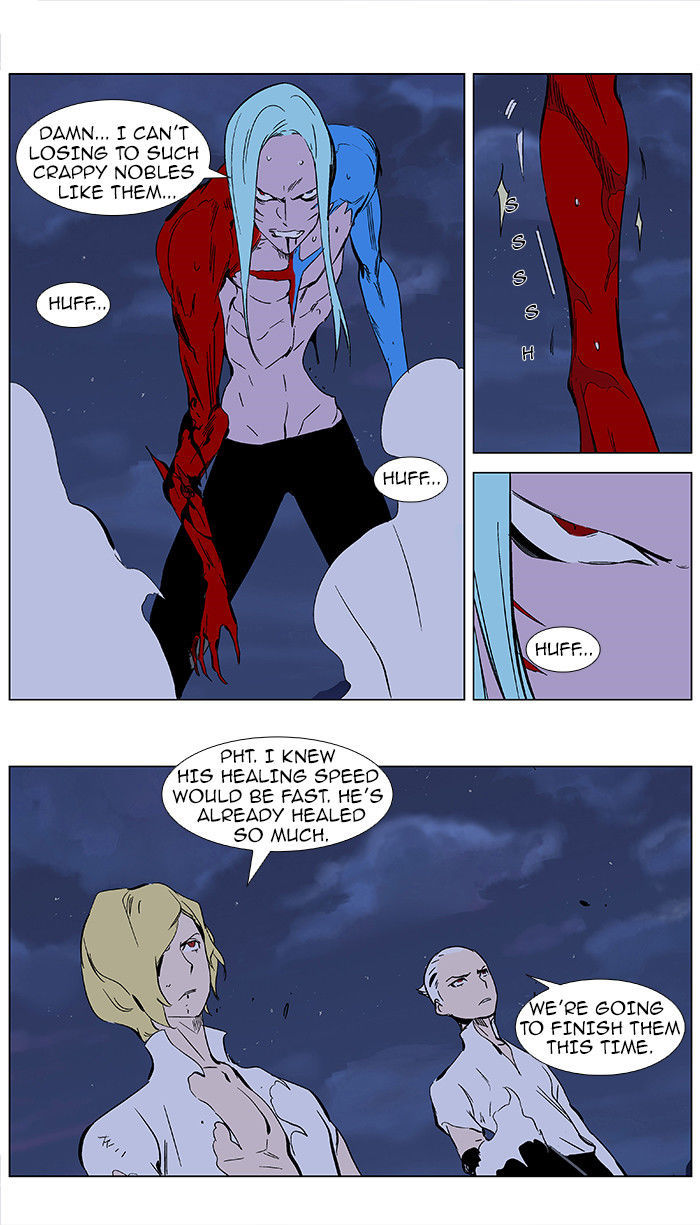 DAMN... I CAN'T
LOSING TO SUCH
CRAPPY NOBLES
LIKE THEM...
HUFF...
HUFF...
S
S
S
S
H
HUFF...
PHT. I KNEW
HIS HEALING SPEED
WOULD BE FAST. HE'S
ALREADY HEALED
SO MUCH.
WE'RE GOING
TO FINISH THEM
THIS TIME.